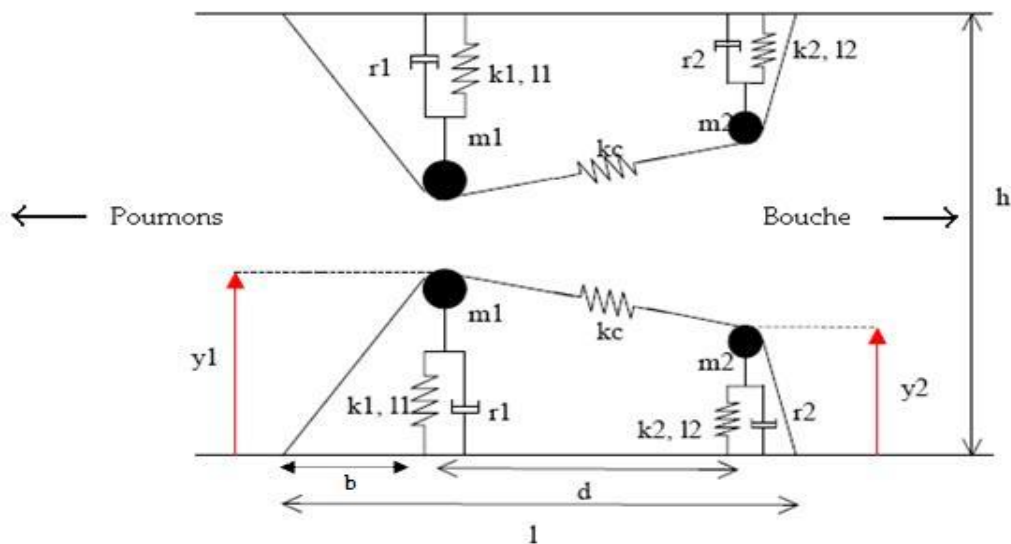 r1
k1, l1
r2
k2, l2
m1
m2
kc
Poumons
Bouche
h
m1
kc
m2
y1
k1, l1
r1
k2, l2
r2
y2
b
d
l